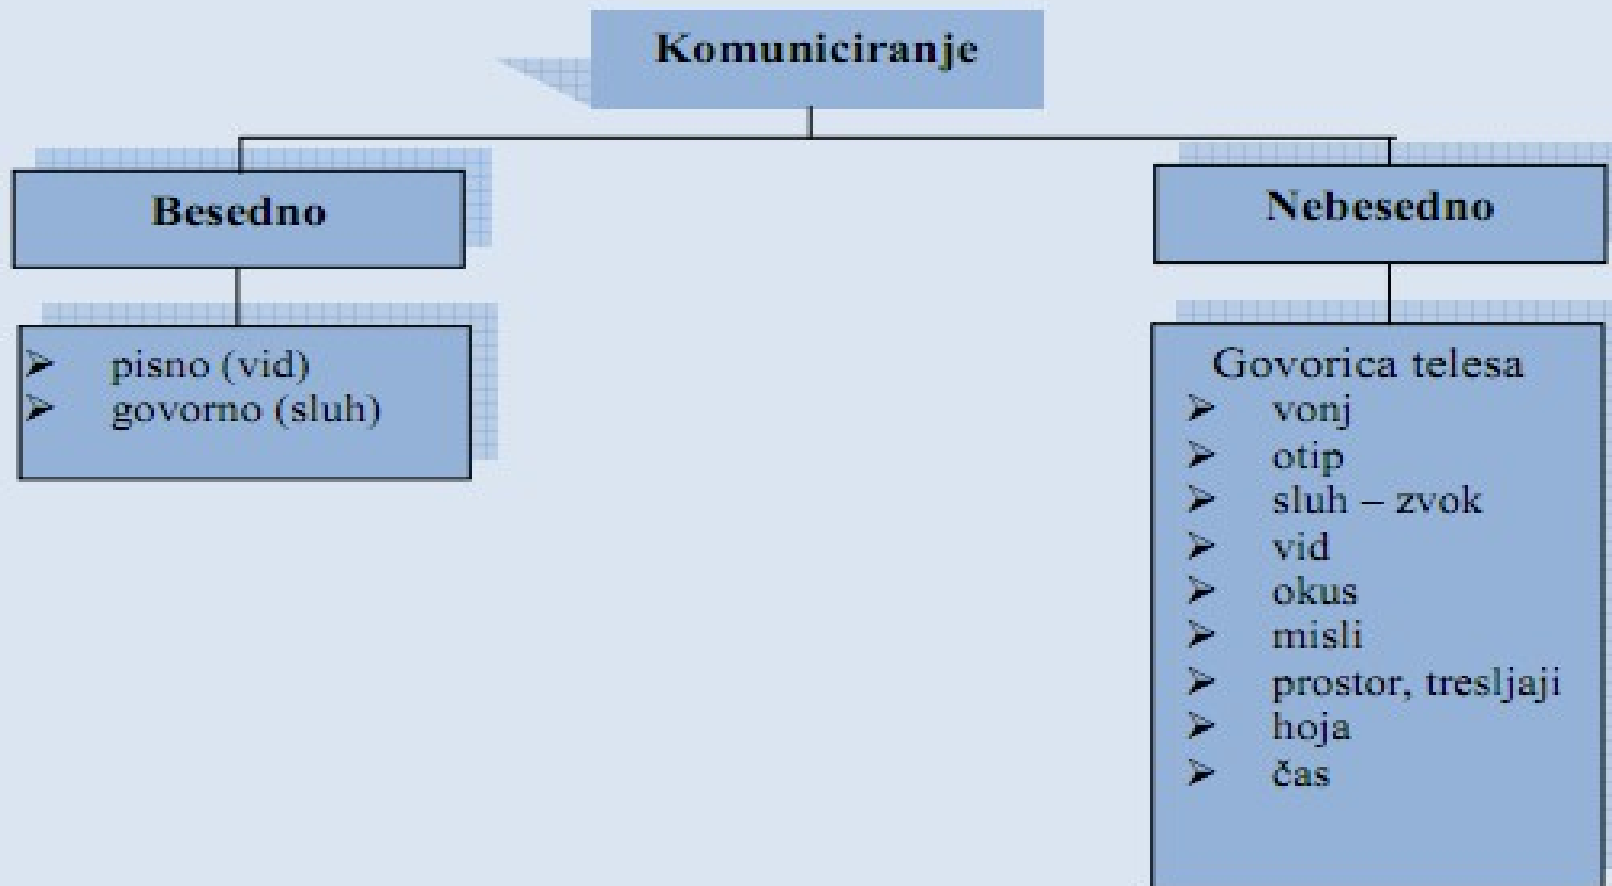 Komuniciranje
Besedno
Nebesedno
➢ pisno (vid)
➢ govorno (sluh)
Govorica telesa
➢ vonj
➢ otip
➢ sluh – zvok
➢ vid
➢ okus
➢ misli
➢ prostor, tresljaji
➢ hoja
➢ čas